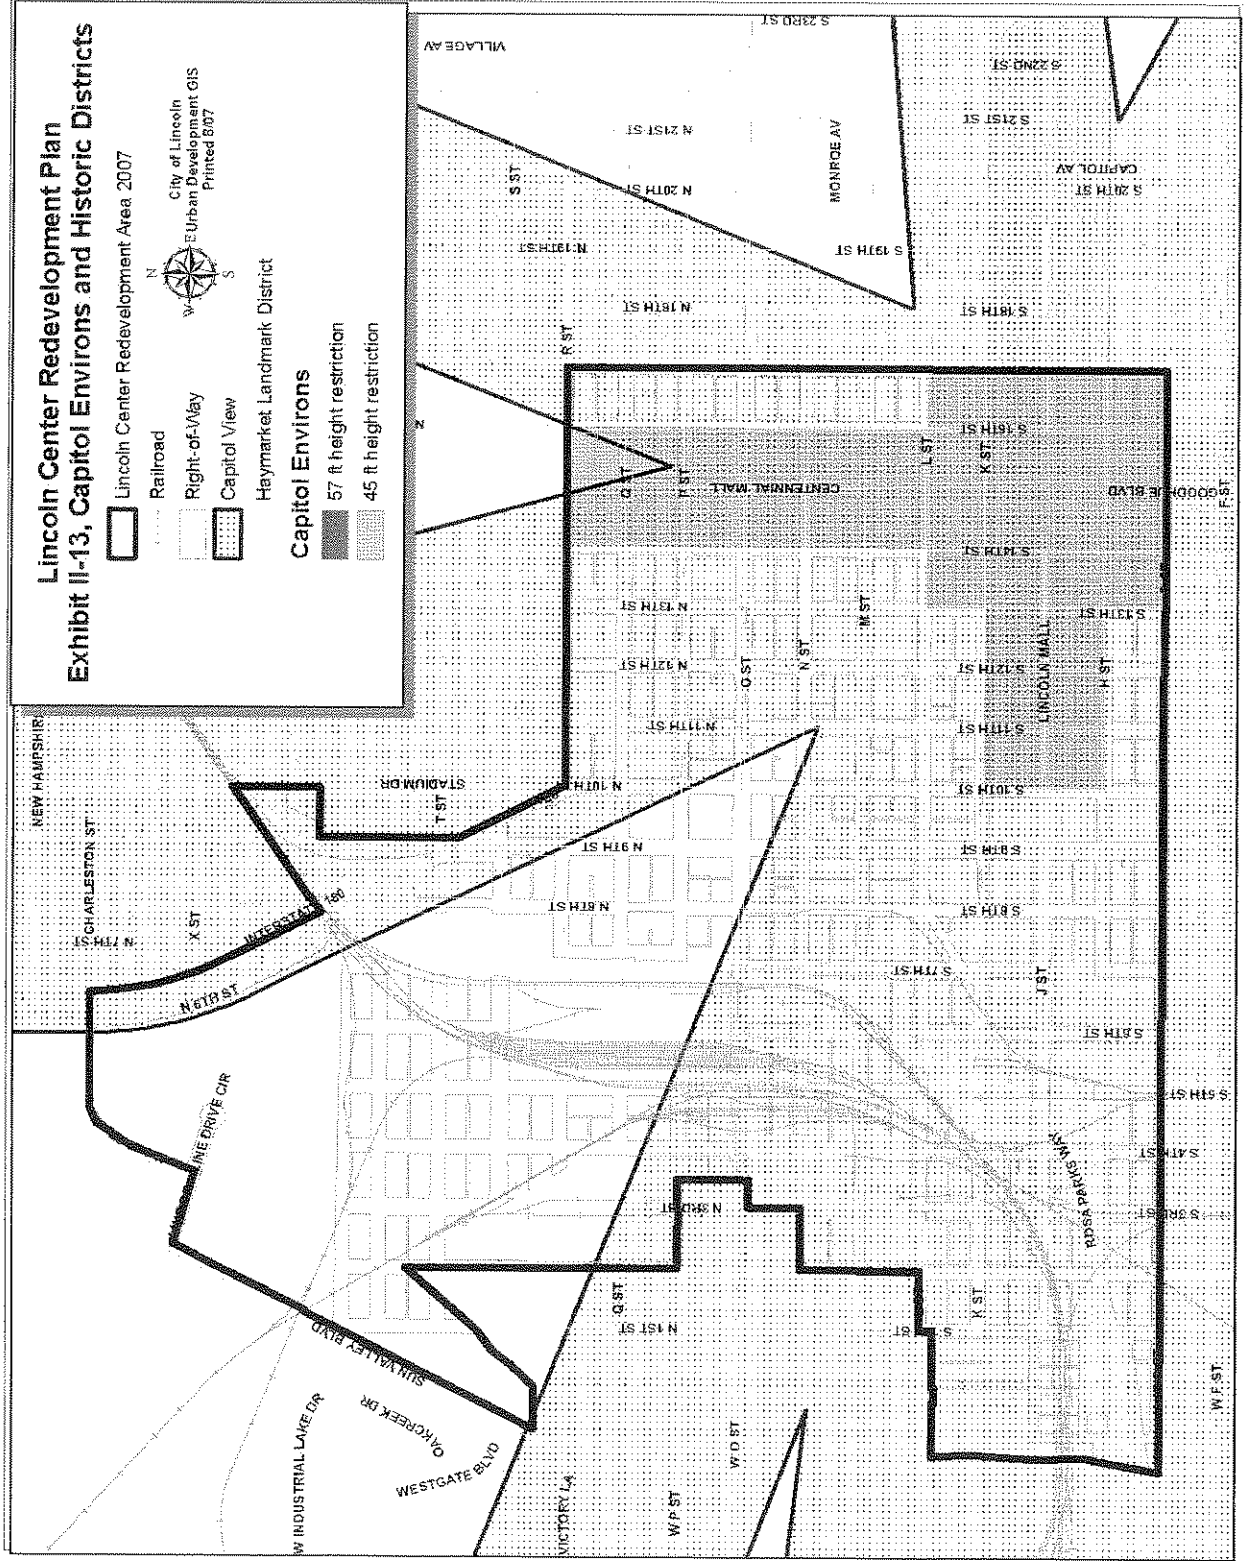 Lincoln Center Redevelopment Plan
Exhibit II-13, Capitol Environs and Historic Districts
Lincoln Center Redevelopment Area 2007
Railroad
Right-of-Way
Capitol View
Haymarket Landmark District
City of Lincoln
Urban Development GIS
Printed 8/07
N
W
E
S
Capitol Environs
57 ft height restriction
45 ft height restriction
NEW HAMPSHIR
CHARLESTON ST
N 7TH ST
X ST
INTERSTATE 180
N 6TH ST
NE DRIVE CIR
SUN VALLEY BLVD
W INDUSTRIAL LAKE DR
OAKCREEK DR
WESTGATE BLVD
VICTORY LA
STADIUM DR
T ST
VILLAGE AV
S ST
R ST
N
N 8TH ST
N 9TH ST
N 10TH ST
N 11TH ST
N 12TH ST
N 13TH ST
N 18TH ST
N 19TH ST
N 20TH ST
N 21ST ST
S 23RD ST
Q ST
N 1ST ST
N 3RD ST
Q ST
P ST
CENTENNIAL MALL
W P ST
W O ST
O ST
N ST
M ST
MONROE AV
S 19TH ST
S 7TH ST
L ST
K ST
K ST
S 8TH ST
S 9TH ST
S 10TH ST
S 11TH ST
S 12TH ST
S 14TH ST
S 16TH ST
S 18TH ST
S 21ST ST
S 22ND ST
J ST
LINCOLN MALL
ROSA PARKS WAY
S 20TH ST
CAPITOL AV
H ST
S 13TH ST
S 6TH ST
S 5TH ST
S 4TH ST
S 3RD ST
W F ST
F ST